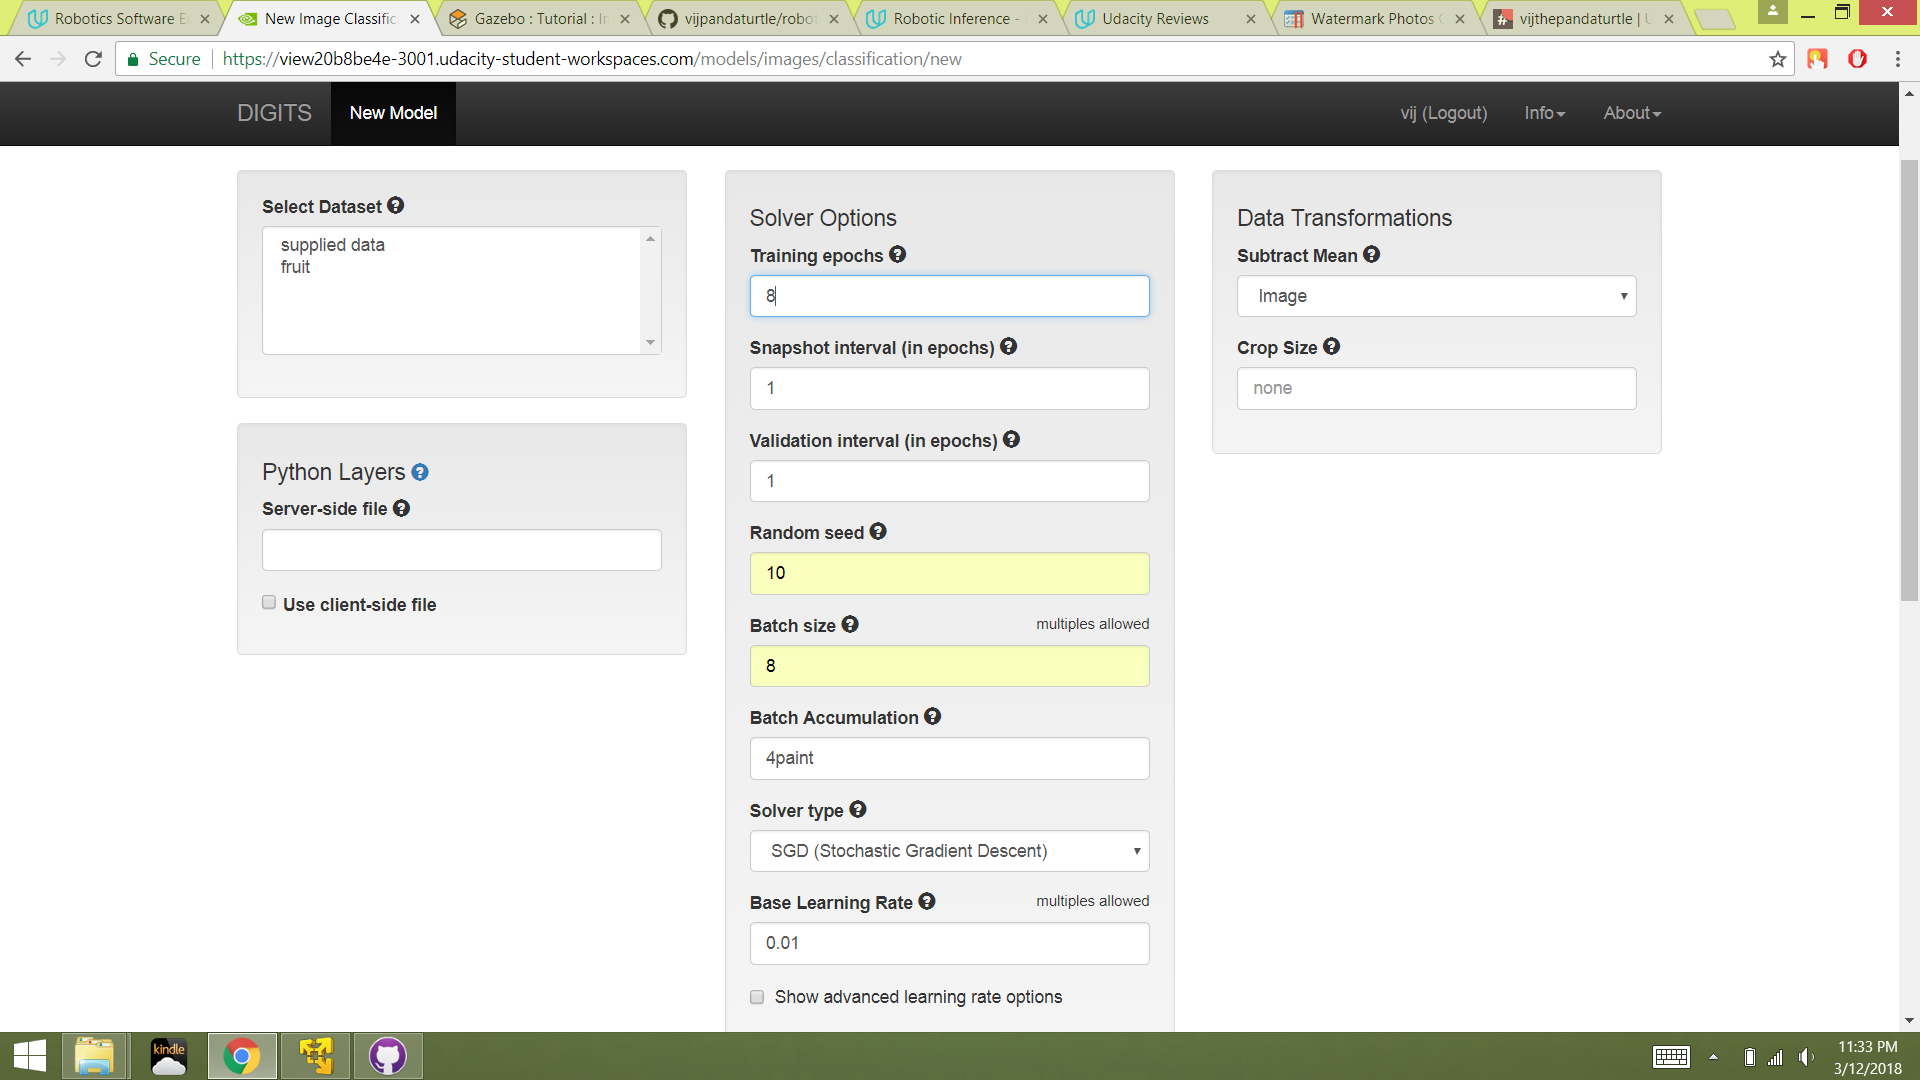 Robotics Software E
New Image Classific
Gazebo : Tutorial : In
vijpandaturtle/robot
Robotic Inference -
Udacity Reviews
Watermark Photos
vijthepandaturtle |
Secure
https://view20b8be4e-3001.udacity-student-workspaces.com/models/images/classification/new
DIGITS
New Model
vij (Logout)
Info
About
Select Dataset
supplied data
fruit
Python Layers
Server-side file
Use client-side file
Solver Options
Training epochs
8
Snapshot interval (in epochs)
1
Validation interval (in epochs)
1
Random seed
10
Batch size
multiples allowed
8
Batch Accumulation
4paint
Solver type
SGD (Stochastic Gradient Descent)
Base Learning Rate
multiples allowed
0.01
Show advanced learning rate options
Data Transformations
Subtract Mean
Image
Crop Size
none
kindle
11:33 PM
3/12/2018